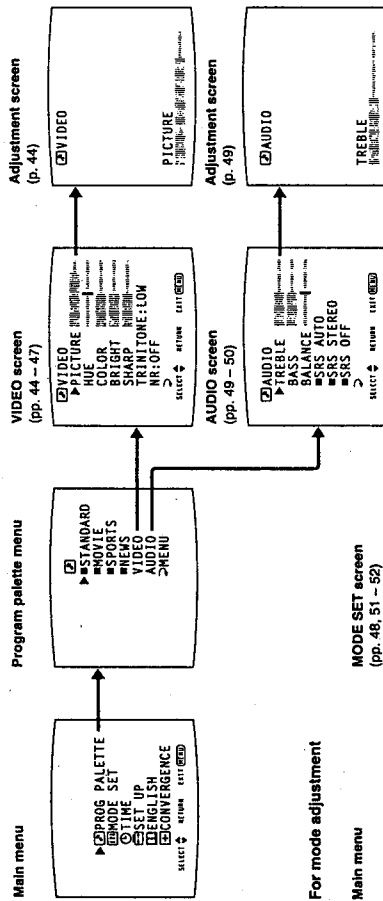 Main menu
▶ PROG PALETTE
MODE SET
TIME
SET UP
ENGLISH
CONVERGENCE
SELECT RETURN EXIT MENU
Program palette menu
▶■STANDARD
■MOVIE
■SPORTS
■NEWS
VIDEO
AUDIO
⊃MENU
VIDEO screen
(pp. 44 – 47)
VIDEO
▶PICTURE
HUE
COLOR
BRIGHT
SHARP
TRINITONE:LOW
NR:OFF
SELECT RETURN EXIT MENU
Adjustment screen
(p. 44)
VIDEO
PICTURE
AUDIO screen
(pp. 49 – 50)
AUDIO
▶TREBLE
BASS
BALANCE
■SRS AUTO
■SRS STEREO
■SRS OFF
⊃
SELECT RETURN EXIT MENU
Adjustment screen
(p. 49)
AUDIO
TREBLE
For mode adjustment
Main menu
MODE SET screen
(pp. 48, 51 – 52)